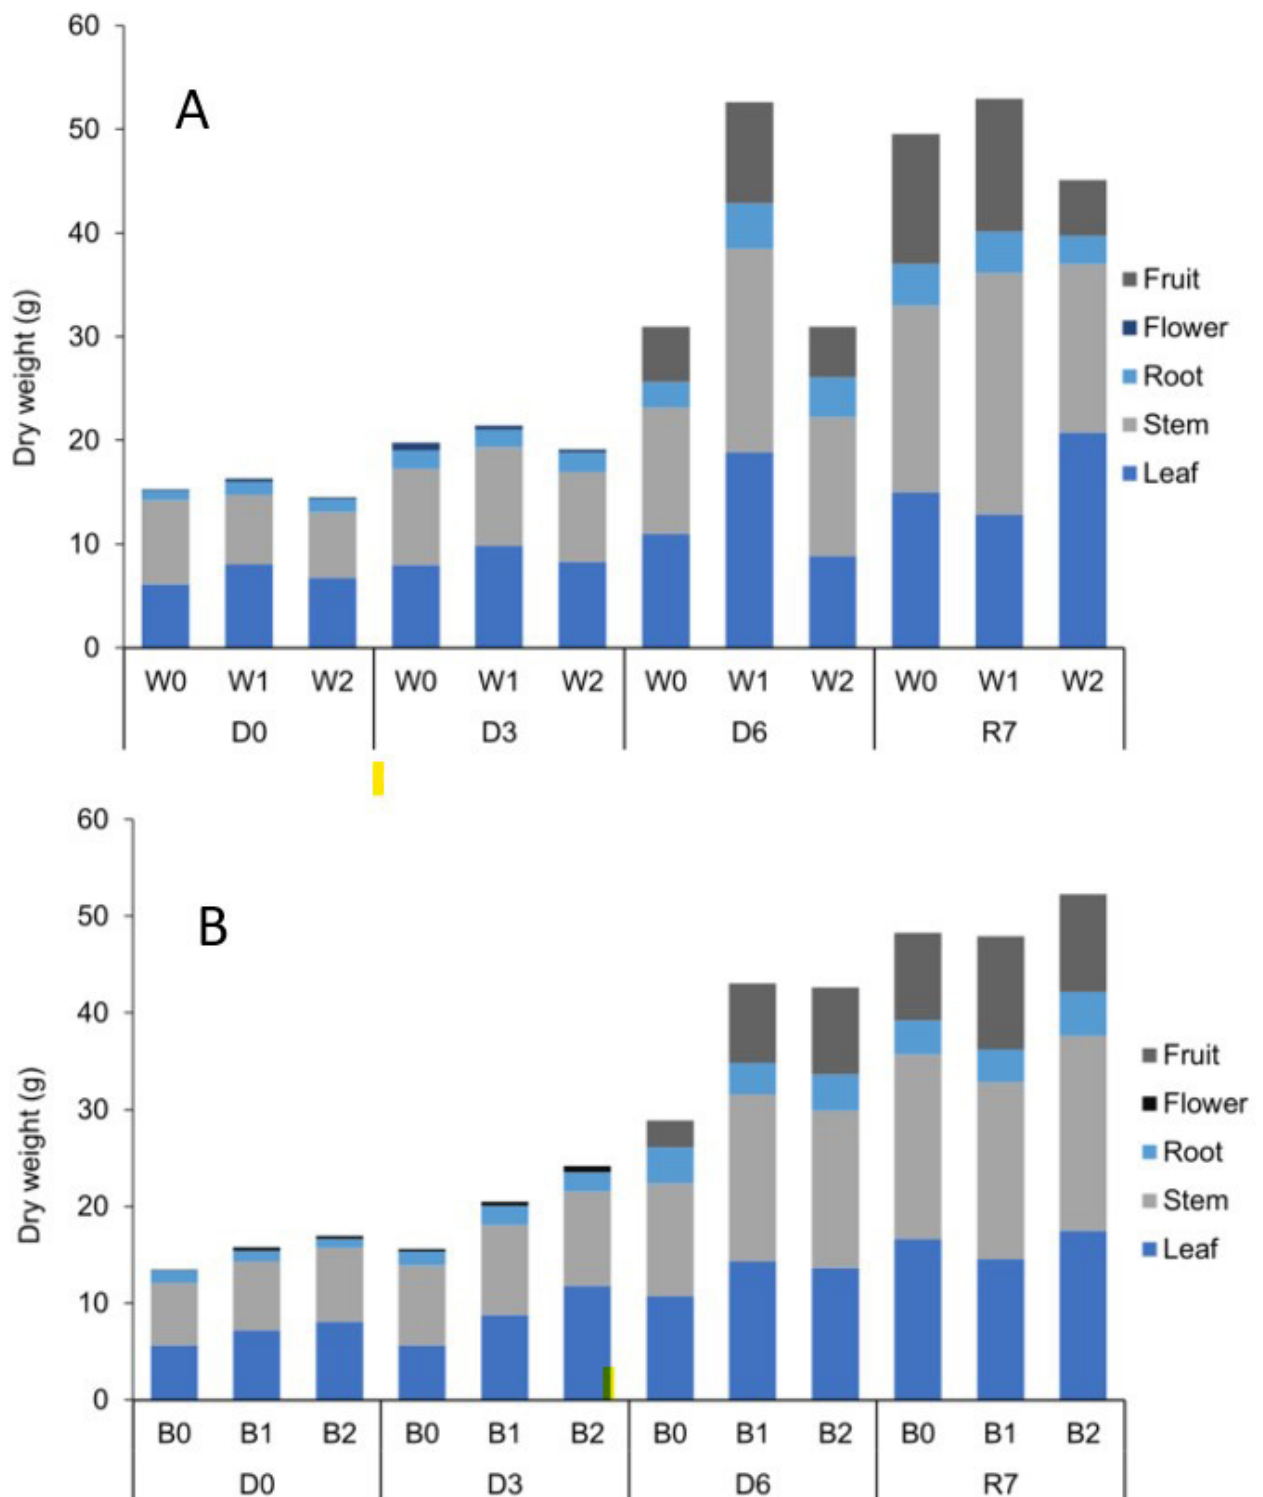 A
Dry weight (g)
60
50
40
30
20
10
0
W0 W1 W2 W0 W1 W2 W0 W1 W2 W0 W1 W2
D0 D3 D6 R7
Fruit
Flower
Root
Stem
Leaf
B
Dry weight (g)
60
50
40
30
20
10
0
B0 B1 B2 B0 B1 B2 B0 B1 B2 B0 B1 B2
D0 D3 D6 R7
Fruit
Flower
Root
Stem
Leaf